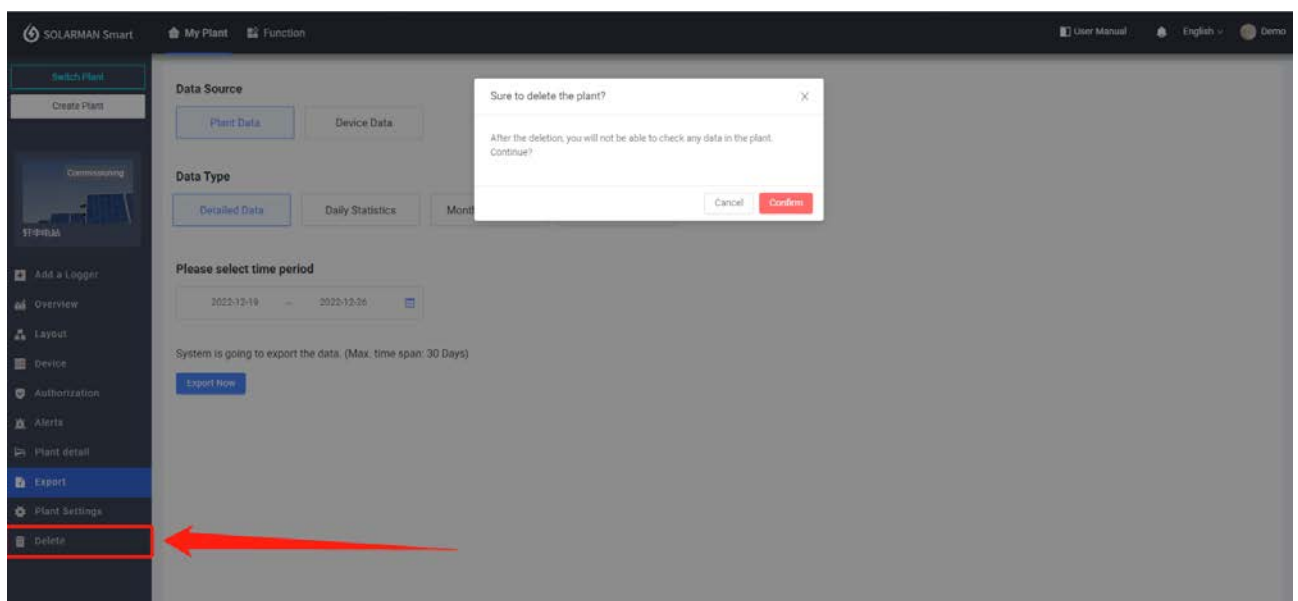 SOLARMAN Smart
My Plant
Function
User Manual
English
Demo
Switch Plant
Create Plant
Commissioning
Add a Logger
Overview
Layout
Device
Authorization
Alerts
Plant detail
Export
Plant Settings
Delete
Data Source
Plant Data
Device Data
Data Type
Detailed Data
Daily Statistics
Please select time period
2022-12-19 – 2022-12-26
System is going to export the data. (Max. time span: 30 Days)
Export Now
Sure to delete the plant?
After the deletion, you will not be able to check any data in the plant.
Continue?
Cancel
Confirm